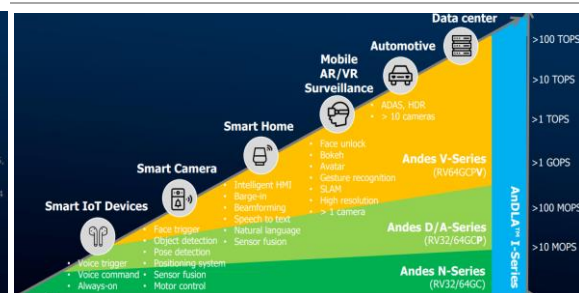 Data center
Automotive
Mobile
AR/VR
Surveillance
Smart Home
Smart Camera
Smart IoT Devices
• ADAS, HDR
• > 10 cameras
• Face unlock
• Bokeh
• Avatar
• Gesture recognition
• SLAM
• High resolution
• > 1 camera
• Intelligent HMI
• Barge-in
• Beamforming
• Speech to text
• Natural language
• Sensor fusion
• Face trigger
• Object detection
• Pose detection
• Positioning system
• Sensor fusion
• Motor control
• Voice trigger
• Voice command
• Always-on
Andes V-Series
(RV64GCPV)
Andes D/A-Series
(RV32/64GCP)
Andes N-Series
(RV32/64GC)
AnDLA™ I-Series
>100 TOPS
>10 TOPS
>1 TOPS
>1 GOPS
>100 MOPS
>10 MOPS